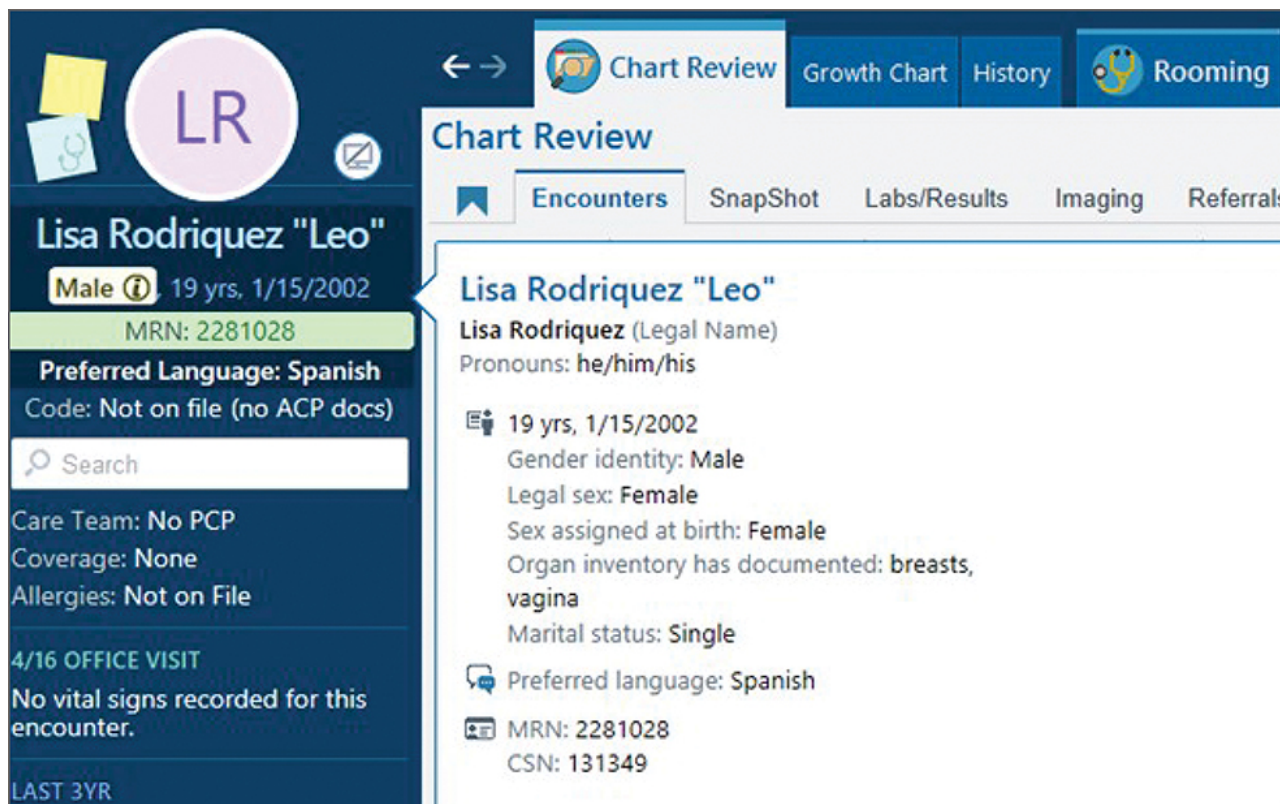 LR
Lisa Rodriquez "Leo"
Male i, 19 yrs, 1/15/2002
MRN: 2281028
Preferred Language: Spanish
Code: Not on file (no ACP docs)
Search
Care Team: No PCP
Coverage: None
Allergies: Not on File
4/16 OFFICE VISIT
No vital signs recorded for this
encounter.
LAST 3YR
Chart Review
Growth Chart
History
Rooming
Chart Review
Encounters
SnapShot
Labs/Results
Imaging
Referrals
Lisa Rodriquez "Leo"
Lisa Rodriquez (Legal Name)
Pronouns: he/him/his
19 yrs, 1/15/2002
Gender identity: Male
Legal sex: Female
Sex assigned at birth: Female
Organ inventory has documented: breasts,
vagina
Marital status: Single
Preferred language: Spanish
MRN: 2281028
CSN: 131349